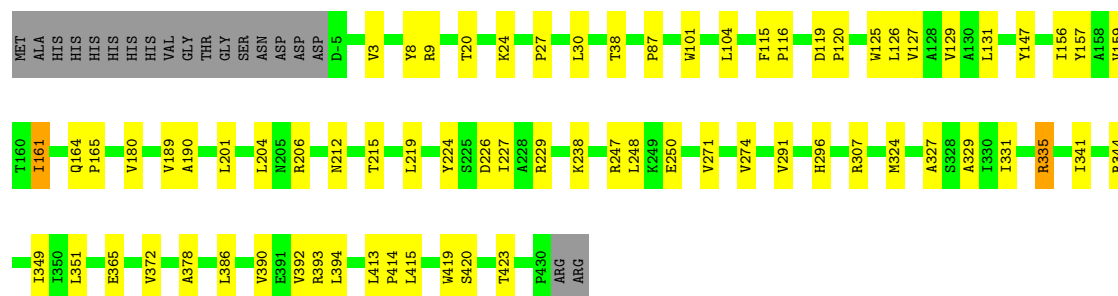 MET ALA HIS HIS HIS HIS HIS HIS VAL GLY THR GLY SER ASN ASP ASP ASP D-5 V3 Y8 R9 T20 K24 P27 L30 T38 P87 W101 L104 F115 P116 D119 P120 W125 L126 V127 A128 V129 A130 L131 Y147 I156 Y157 A158 V159
T160 I161 Q164 P165 V180 V189 A190 L201 L204 N205 R206 N212 T215 L219 Y224 S225 D226 I227 A228 R229 K238 R247 L248 K249 E250 V271 V274 V291 H296 R307 M324 A327 S328 A329 I330 I331 R335 I341
I349 I350 L351 E365 V372 A378 L386 V390 E391 V392 R393 L394 L413 P414 L415 W419 S420 T423 P430 ARG ARG